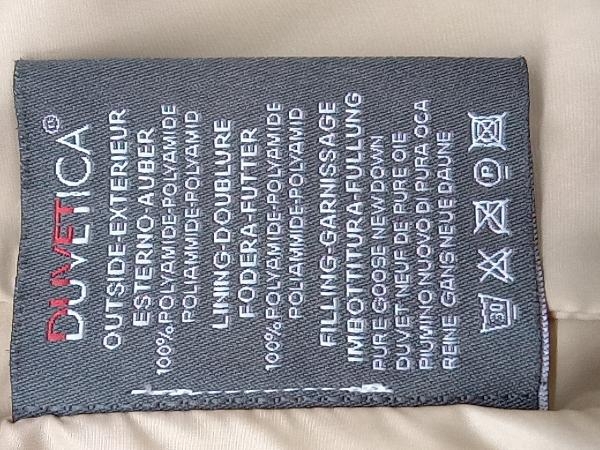 DUVETICA®
OUTSIDE-EXTERIEUR
ESTERNO-AUBER
100% POLYAMIDE-POLYAMIDE
POLIAMMIDE-POLYAMID
LINING-DOUBLURE
FODERA-FUTTER
100% POLYAMIDE-POLYAMIDE
POLIAMMIDE-POLYAMID
FILLING-GARNISSAGE
IMBOTTITURA-FULLUNG
PURE GOOSE NEW DOWN
DUVET NEUF DE PURE OIE
PIUMINO NUOVO DI PURA OCA
REINE GANS NEUE DAUNE
30 P